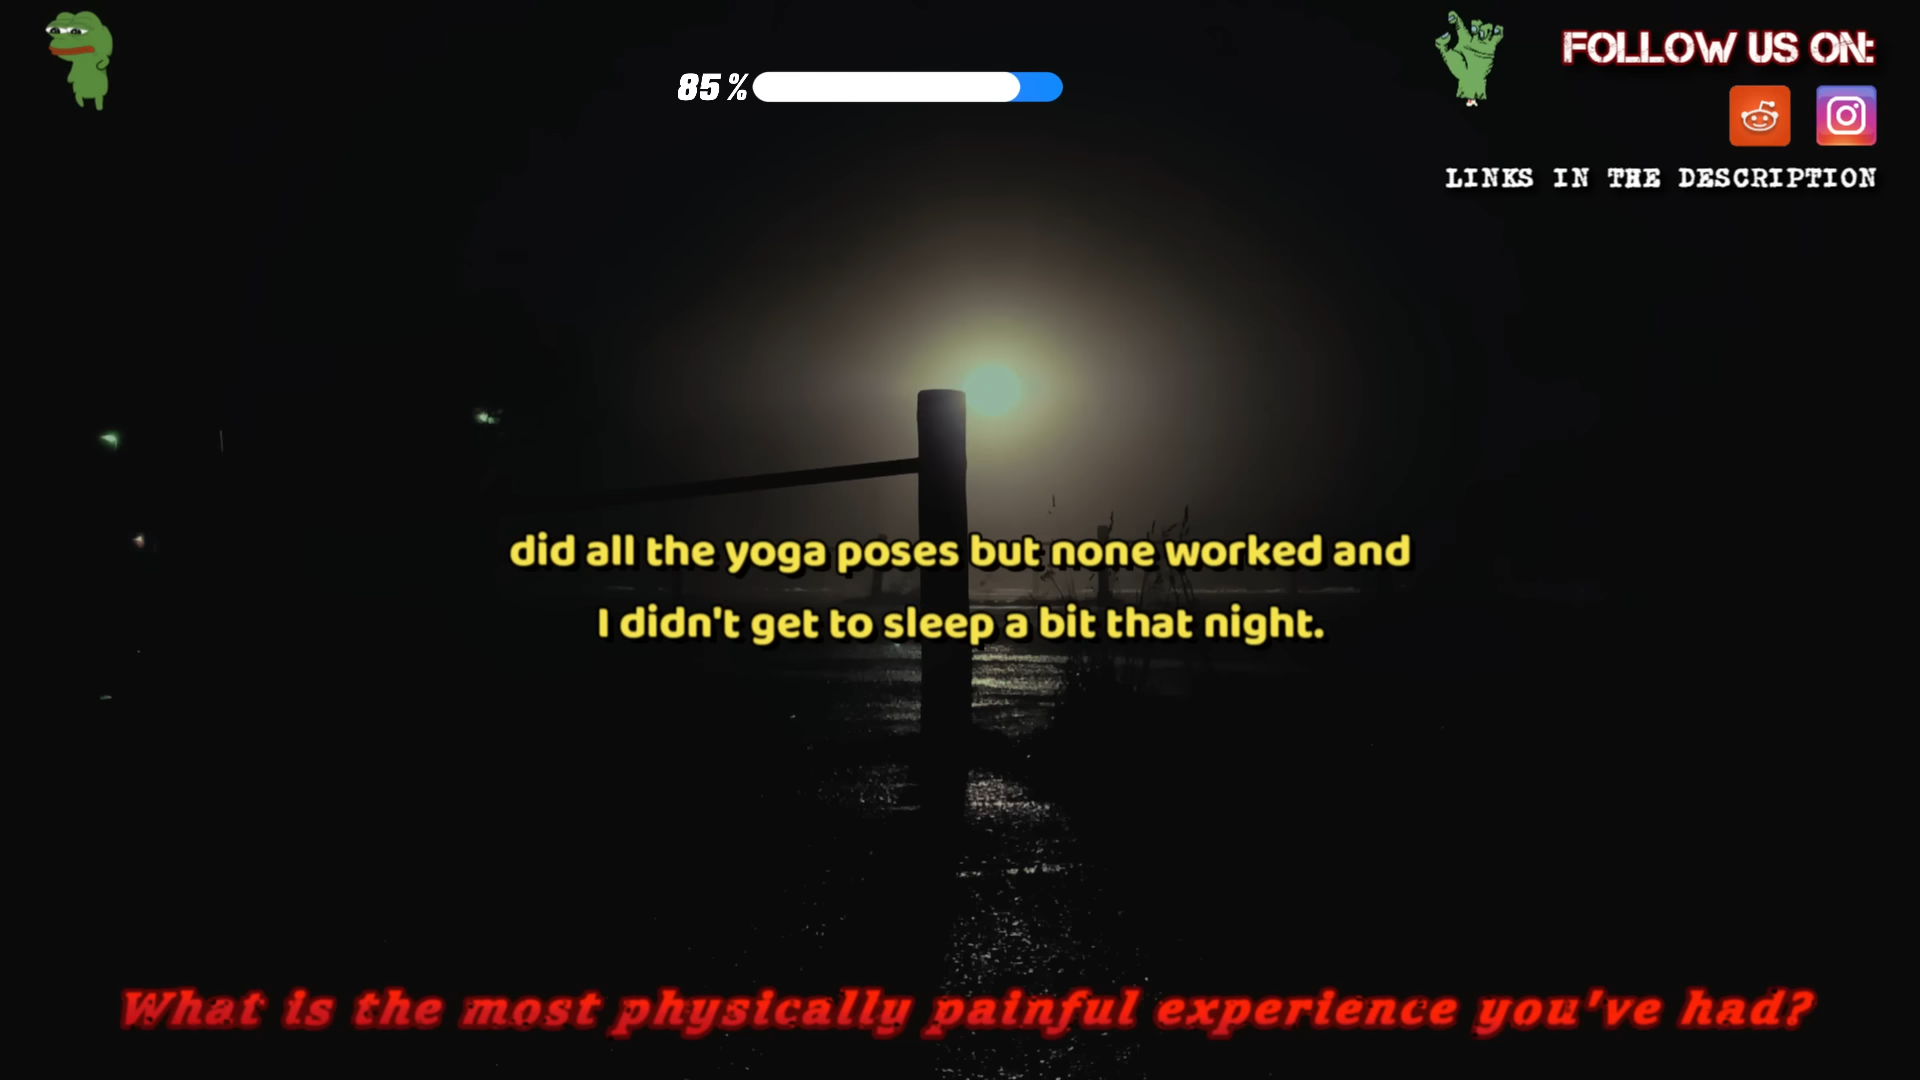 85%
FOLLOW US ON:
LINKS IN THE DESCRIPTION
did all the yoga poses but none worked and
I didn't get to sleep a bit that night.
What is the most physically painful experience you've had?